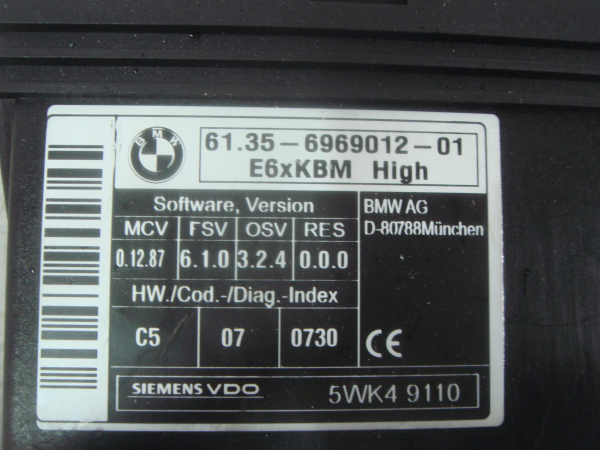 BMW
61.35-6969012-01
E6xKBM High
Software, Version
MCV FSV OSV RES
0.12.87 6.1.0 3.2.4 0.0.0
HW./Cod.-/Diag.-Index
C5 07 0730
BMW AG
D-80788München
CE
SIEMENS VDO 5WK4 9110